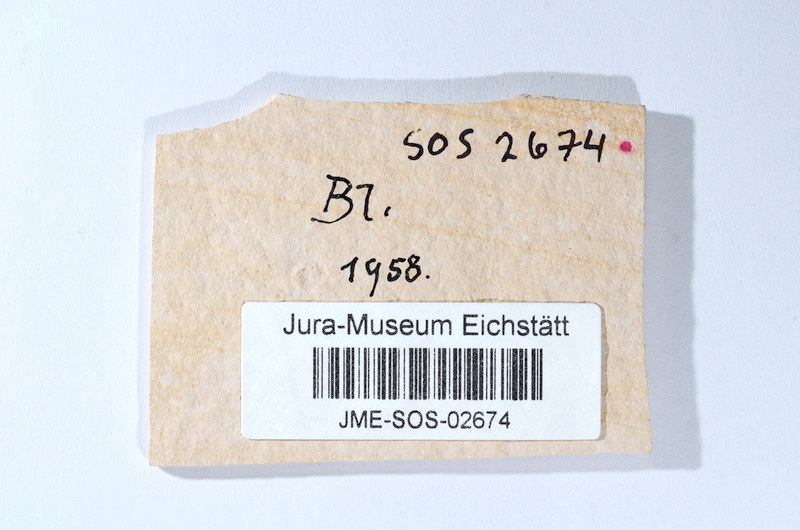 SOS 2674
Bl.
1958.
Jura-Museum Eichstätt
JME-SOS-02674